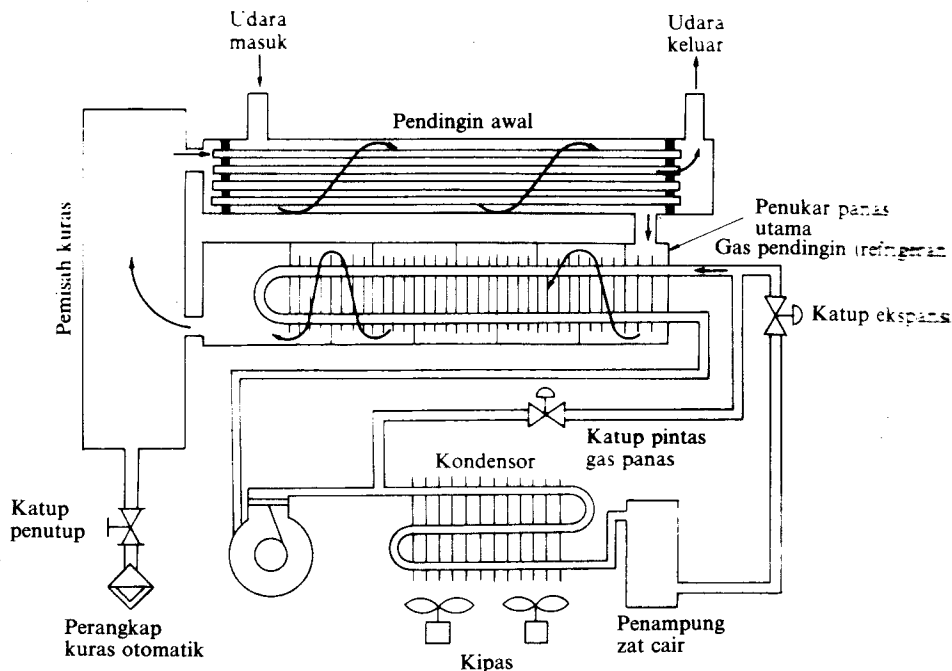 Udara
masuk
Udara
keluar
Pendingin awal
Penukar panas
utama
Gas pendingin (refrigeran
Pemisah kuras
Katup ekspansi
Katup pintas
gas panas
Kondensor
Katup
penutup
Perangkap
kuras otomatik
Penampung
zat cair
Kipas